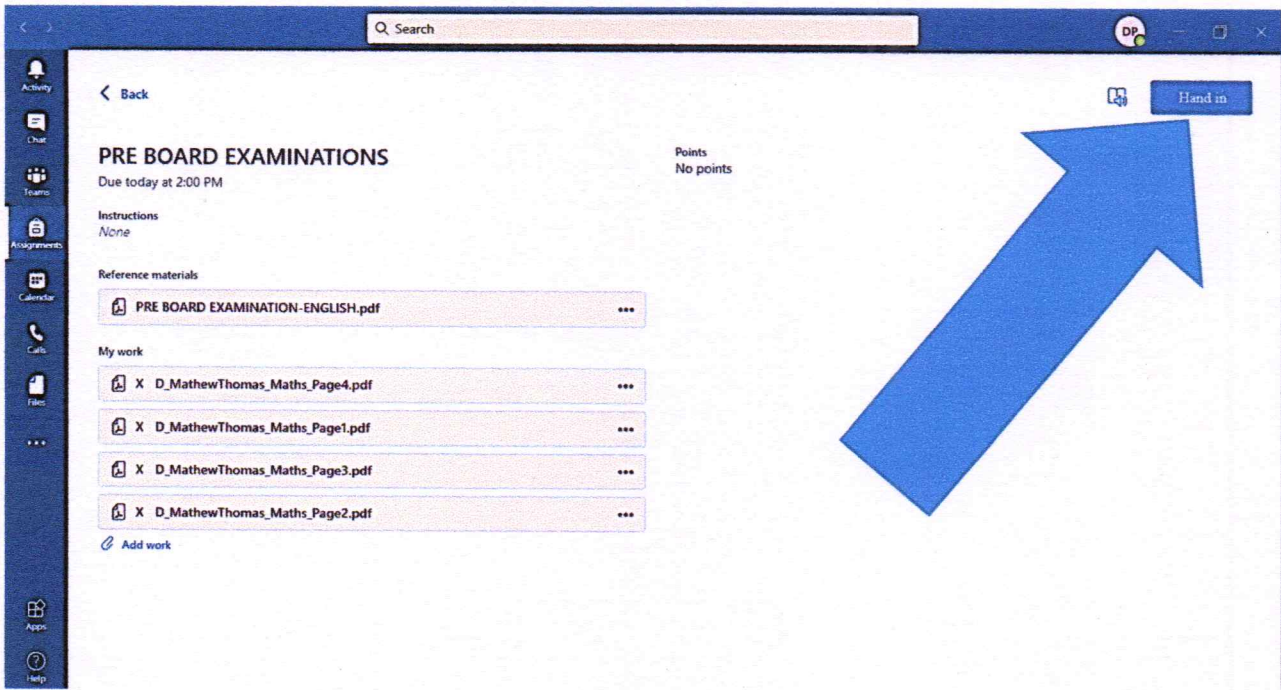 Search
DP
Activity
Chat
Teams
Assignments
Calendar
Calls
Files
Apps
Help
Back
Hand in
PRE BOARD EXAMINATIONS
Due today at 2:00 PM
Points
No points
Instructions
None
Reference materials
PRE BOARD EXAMINATION-ENGLISH.pdf
My work
X D_MathewThomas_Maths_Page4.pdf
X D_MathewThomas_Maths_Page1.pdf
X D_MathewThomas_Maths_Page3.pdf
X D_MathewThomas_Maths_Page2.pdf
Add work